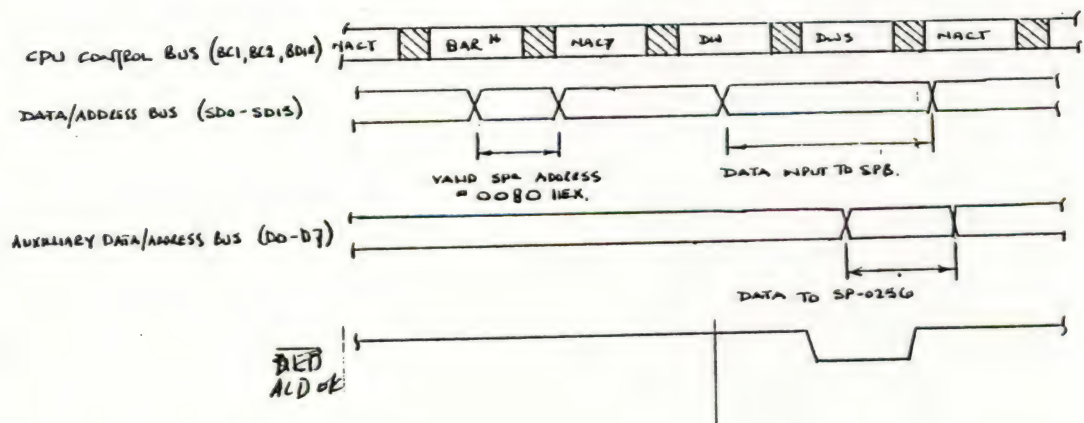 CPU CONTROL BUS (BC1, BC2, BDIR)
NACT BAR * NACT DW DWS NACT
DATA/ADDRESS BUS (SD0-SD15)
VALID SPB ADDRESS
= 0080 HEX.
DATA INPUT TO SPB.
AUXILIARY DATA/ADDRESS BUS (D0-D7)
DATA TO SP-0256
ALD OK